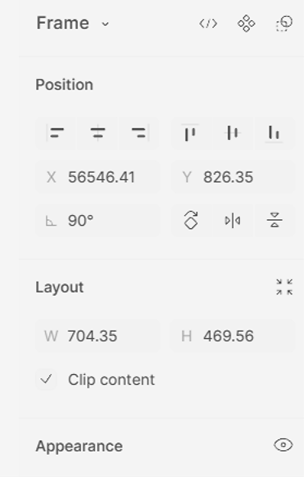 Frame
Position
X 56546.41 Y 826.35
90°
Layout
W 704.35 H 469.56
Clip content
Appearance